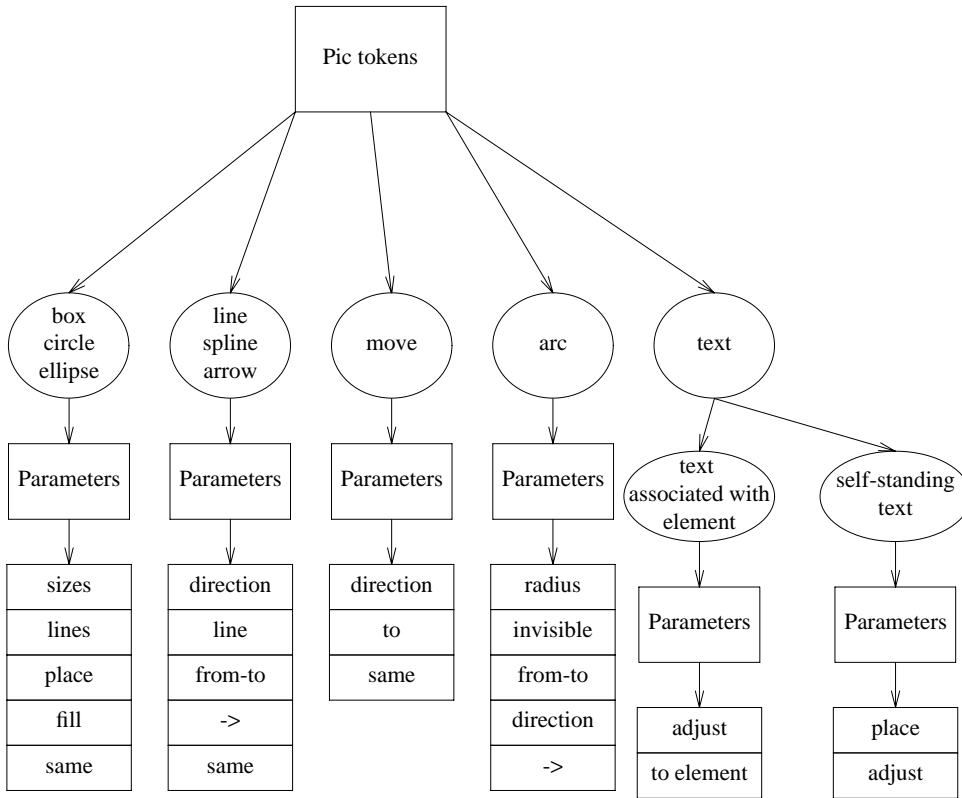 Pic tokens
box
circle
ellipse
line
spline
arrow
move
arc
text
Parameters
Parameters
Parameters
Parameters
text
associated with
element
self-standing
text
sizes
lines
place
fill
same
direction
line
from-to
->
same
direction
to
same
radius
invisible
from-to
direction
->
Parameters
Parameters
adjust
to element
place
adjust